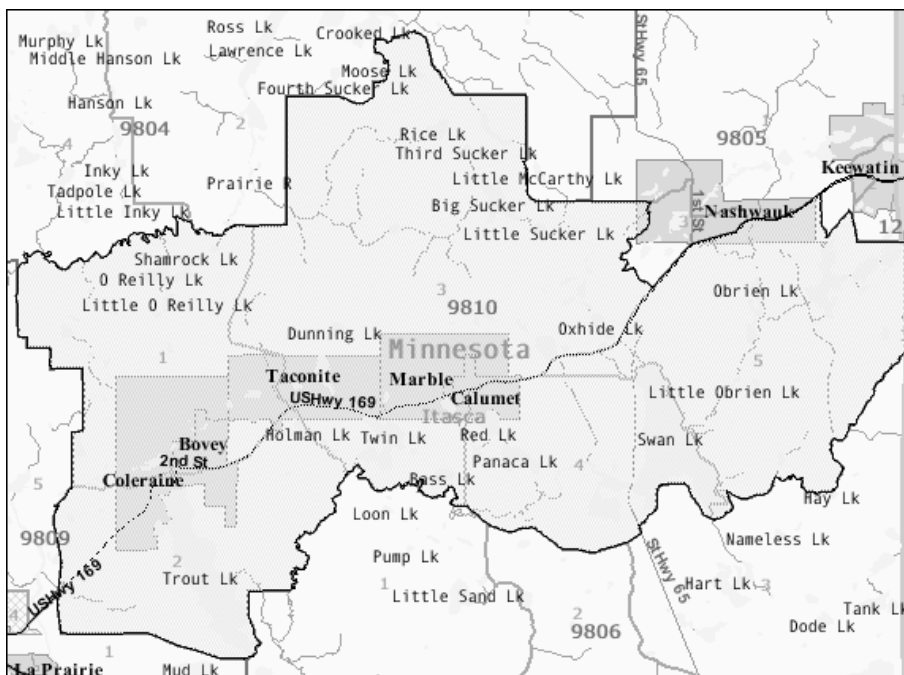 Ross Lk
Crooked Lk
StHwy 65
Murphy Lk
Lawrence Lk
Middle Hanson Lk
Moose Lk
Fourth Sucker Lk
Hanson Lk
9804
2
1
9805
Rice Lk
4
Third Sucker Lk
Inky Lk
Keewatin
Tadpole Lk
Prairie R
Little McCarthy Lk
2
Little Inky Lk
Big Sucker Lk
1st St
Nashwauk
3
12
Little Sucker Lk
Shamrock Lk
O Reilly Lk
3
Obrien Lk
Little O Reilly Lk
9810
Dunning Lk
Oxhide Lk
Minnesota
1
5
Taconite
Marble
USHwy 169
Calumet
Little Obrien Lk
Itasca
Holman Lk
Twin Lk
Red Lk
Swan Lk
Bovey
2nd St
Panaca Lk
4
Coleraine
Bass Lk
5
Hay Lk
Loon Lk
9809
Nameless Lk
StHwy 65
2
Pump Lk
Trout Lk
1
Hart Lk
3
USHwy 169
Little Sand Lk
4
2
9806
Tank Lk
Dode Lk
1
La Prairie
Mud Lk